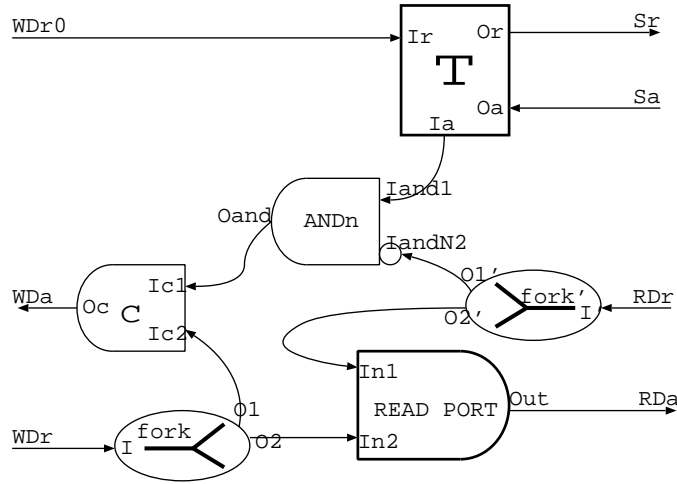 WDr0
Ir
Or
Sr
T
Oa
Sa
Ia
Iand1
Oand
ANDn
IandN2
Ic1
O1'
WDa
Oc
C
fork'
RDr
O2'
I'
Ic2
In1
O1
READ PORT
Out
RDa
WDr
fork
I
O2
In2